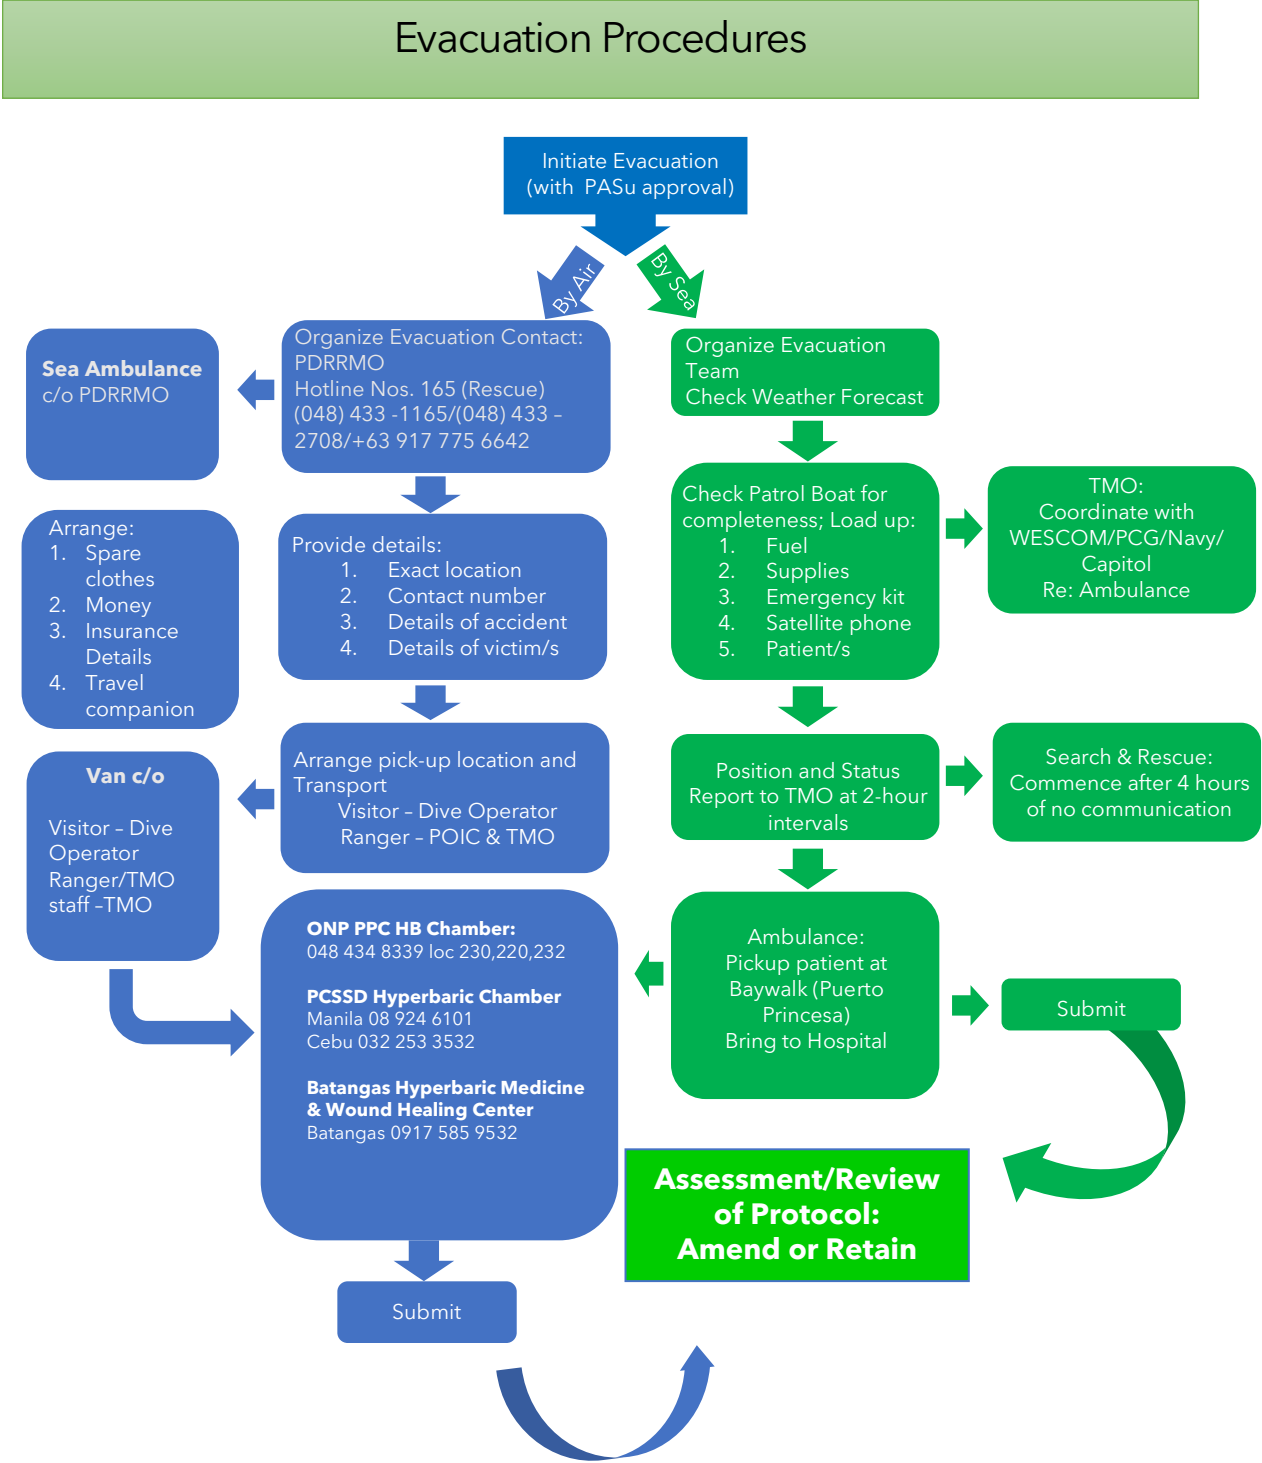 Evacuation Procedures
Initiate Evacuation
(with PASu approval)
By Air
By Sea
Sea Ambulance
c/o PDRRMO
Organize Evacuation Contact:
PDRRMO
Hotline Nos. 165 (Rescue)
(048) 433 -1165/(048) 433 –
2708/+63 917 775 6642
Organize Evacuation
Team
Check Weather Forecast
Arrange:
1. Spare
clothes
2. Money
3. Insurance
Details
4. Travel
companion
Provide details:
1. Exact location
2. Contact number
3. Details of accident
4. Details of victim/s
Check Patrol Boat for
completeness; Load up:
1. Fuel
2. Supplies
3. Emergency kit
4. Satellite phone
5. Patient/s
TMO:
Coordinate with
WESCOM/PCG/Navy/
Capitol
Re: Ambulance
Van c/o
Visitor – Dive
Operator
Ranger/TMO
staff –TMO
Arrange pick-up location and
Transport
Visitor – Dive Operator
Ranger – POIC & TMO
Position and Status
Report to TMO at 2-hour
intervals
Search & Rescue:
Commence after 4 hours
of no communication
ONP PPC HB Chamber:
048 434 8339 loc 230,220,232
PCSSD Hyperbaric Chamber
Manila 08 924 6101
Cebu 032 253 3532
Batangas Hyperbaric Medicine
& Wound Healing Center
Batangas 0917 585 9532
Ambulance:
Pickup patient at
Baywalk (Puerto
Princesa)
Bring to Hospital
Submit
Assessment/Review
of Protocol:
Amend or Retain
Submit